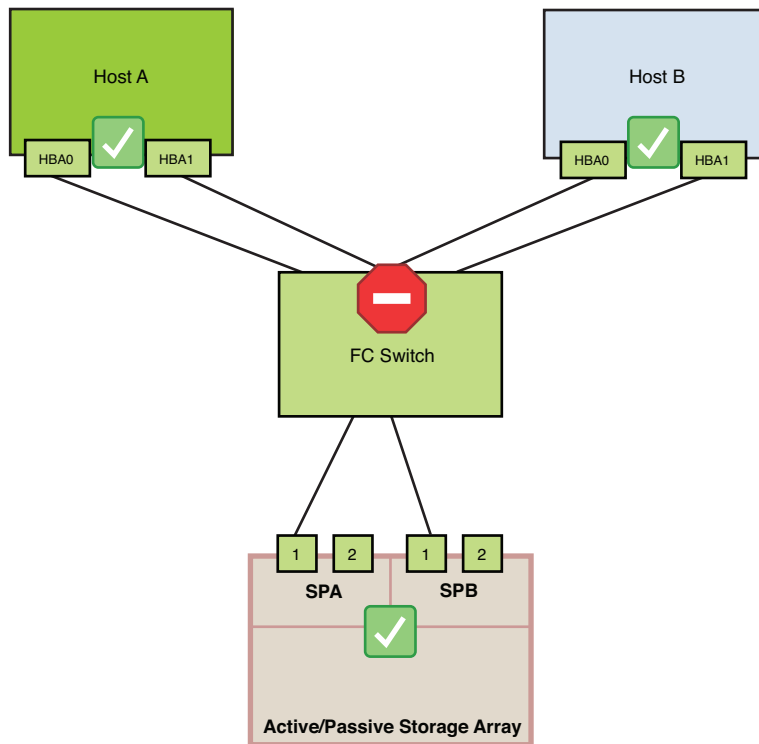 Host A
Host B
HBA0
HBA1
HBA0
HBA1
FC Switch
1
2
1
2
SPA
SPB
Active/Passive Storage Array